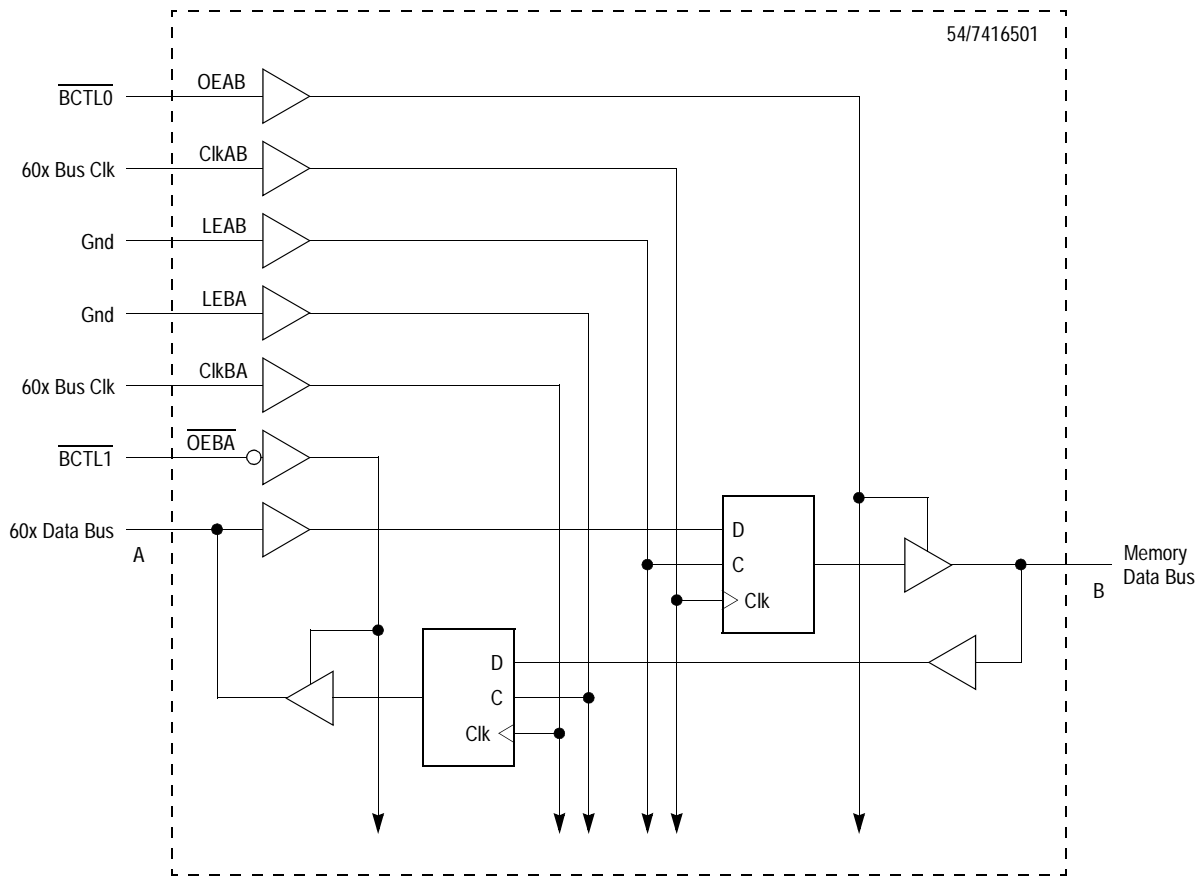 54/7416501
BCTL0 OEAB
60x Bus Clk ClkAB
Gnd LEAB
Gnd LEBA
60x Bus Clk ClkBA
BCTL1 OEBA
60x Data Bus
A
D
C
Clk
Memory
Data Bus
B
D
C
Clk